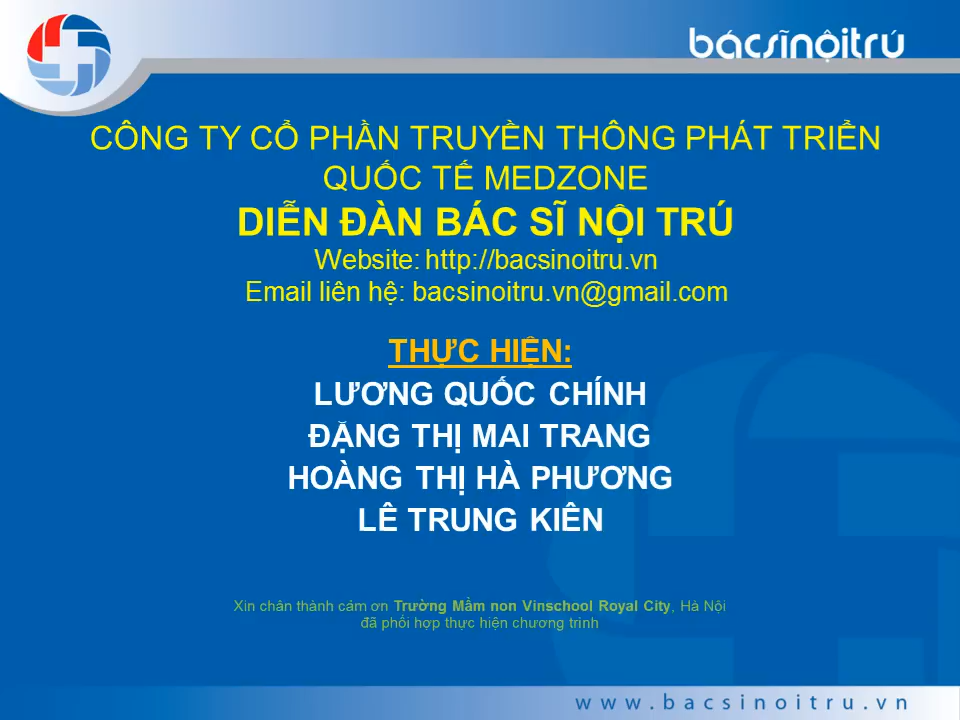 bácsĩnộitrú
CÔNG TY CỔ PHẦN TRUYỀN THÔNG PHÁT TRIỂN
QUỐC TẾ MEDZONE
DIỄN ĐÀN BÁC SĨ NỘI TRÚ
Website: http://bacsinoitru.vn
Email liên hệ: bacsinoitru.vn@gmail.com
THỰC HIỆN:
LƯƠNG QUỐC CHÍNH
ĐẶNG THỊ MAI TRANG
HOÀNG THỊ HÀ PHƯƠNG
LÊ TRUNG KIÊN
Xin chân thành cảm ơn Trường Mầm non Vinschool Royal City, Hà Nội
đã phối hợp thực hiện chương trình
www.bacsinoitru.vn